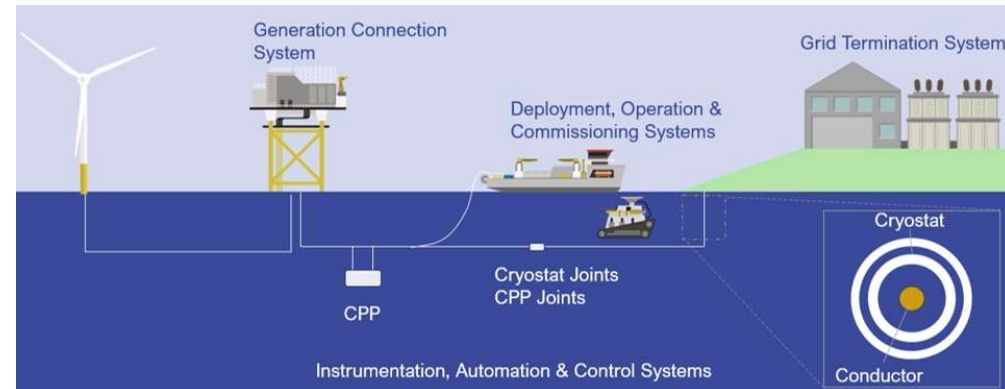 Generation Connection
System
Grid Termination System
Deployment, Operation &
Commissioning Systems
Cryostat
Cryostat Joints
CPP Joints
CPP
Conductor
Instrumentation, Automation & Control Systems